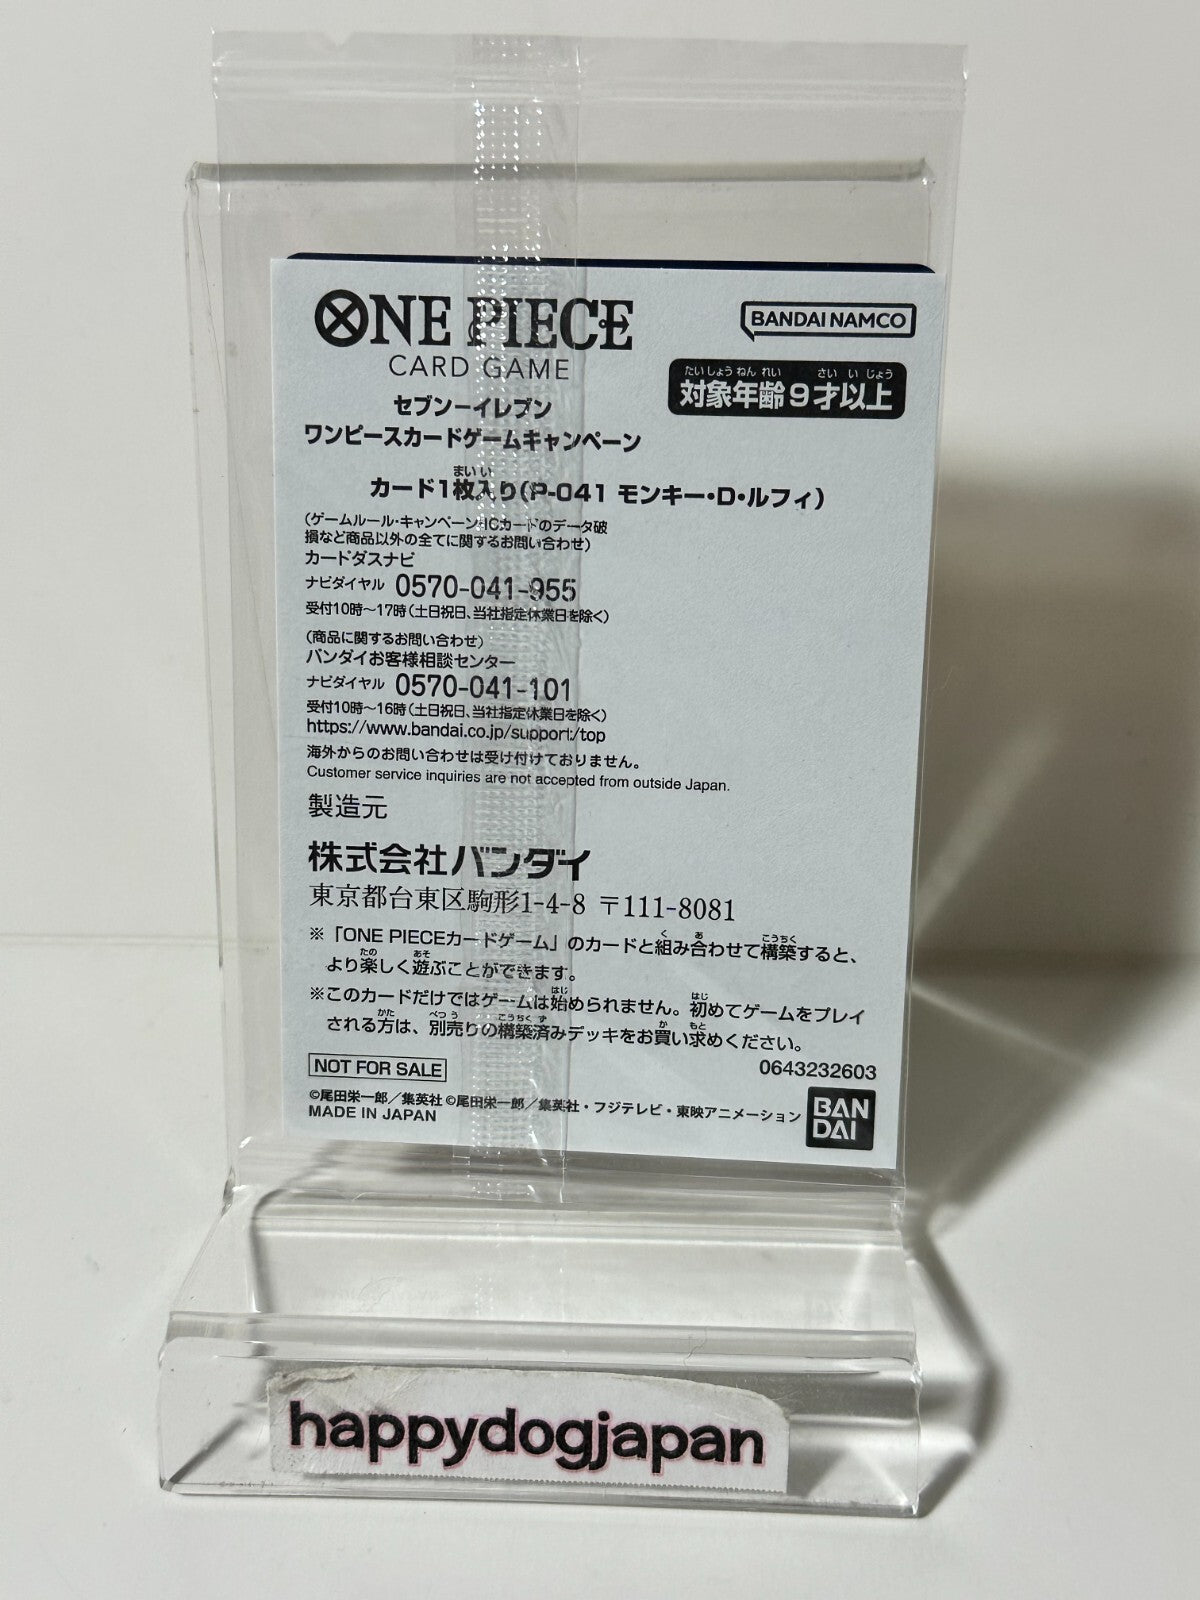 ONE PIECE
CARD GAME
BANDAI NAMCO
たいしょうねんれい さいいじょう
対象年齢9才以上
セブン-イレブン
ワンピースカードゲームキャンペーン
まいい
カード1枚入り(P-041 モンキー・D・ルフィ)
(ゲームルール・キャンペーン・ICカードのデータ破
損など商品以外の全てに関するお問い合わせ)
カードダスナビ
ナビダイヤル 0570-041-955
受付10時~17時(土日祝日、当社指定休業日を除く)
(商品に関するお問い合わせ)
バンダイお客様相談センター
ナビダイヤル 0570-041-101
受付10時~16時(土日祝日、当社指定休業日を除く)
https://www.bandai.co.jp/support/top
海外からのお問い合わせは受け付けておりません。
Customer service inquiries are not accepted from outside Japan.
製造元
株式会社バンダイ
東京都台東区駒形1-4-8 〒111-8081
く あ こうちく
※「ONE PIECEカードゲーム」のカードと組み合わせて構築すると、
たの あそ
より楽しく遊ぶことができます。
はじ はじ
※このカードだけではゲームは始められません。初めてゲームをプレイ
かた べつう こうちくず か もと
される方は、別売りの構築済みデッキをお買い求めください。
NOT FOR SALE
0643232603
©尾田栄一郎/集英社 ©尾田栄一郎/集英社・フジテレビ・東映アニメーション
MADE IN JAPAN
BAN
DAI
happydogjapan